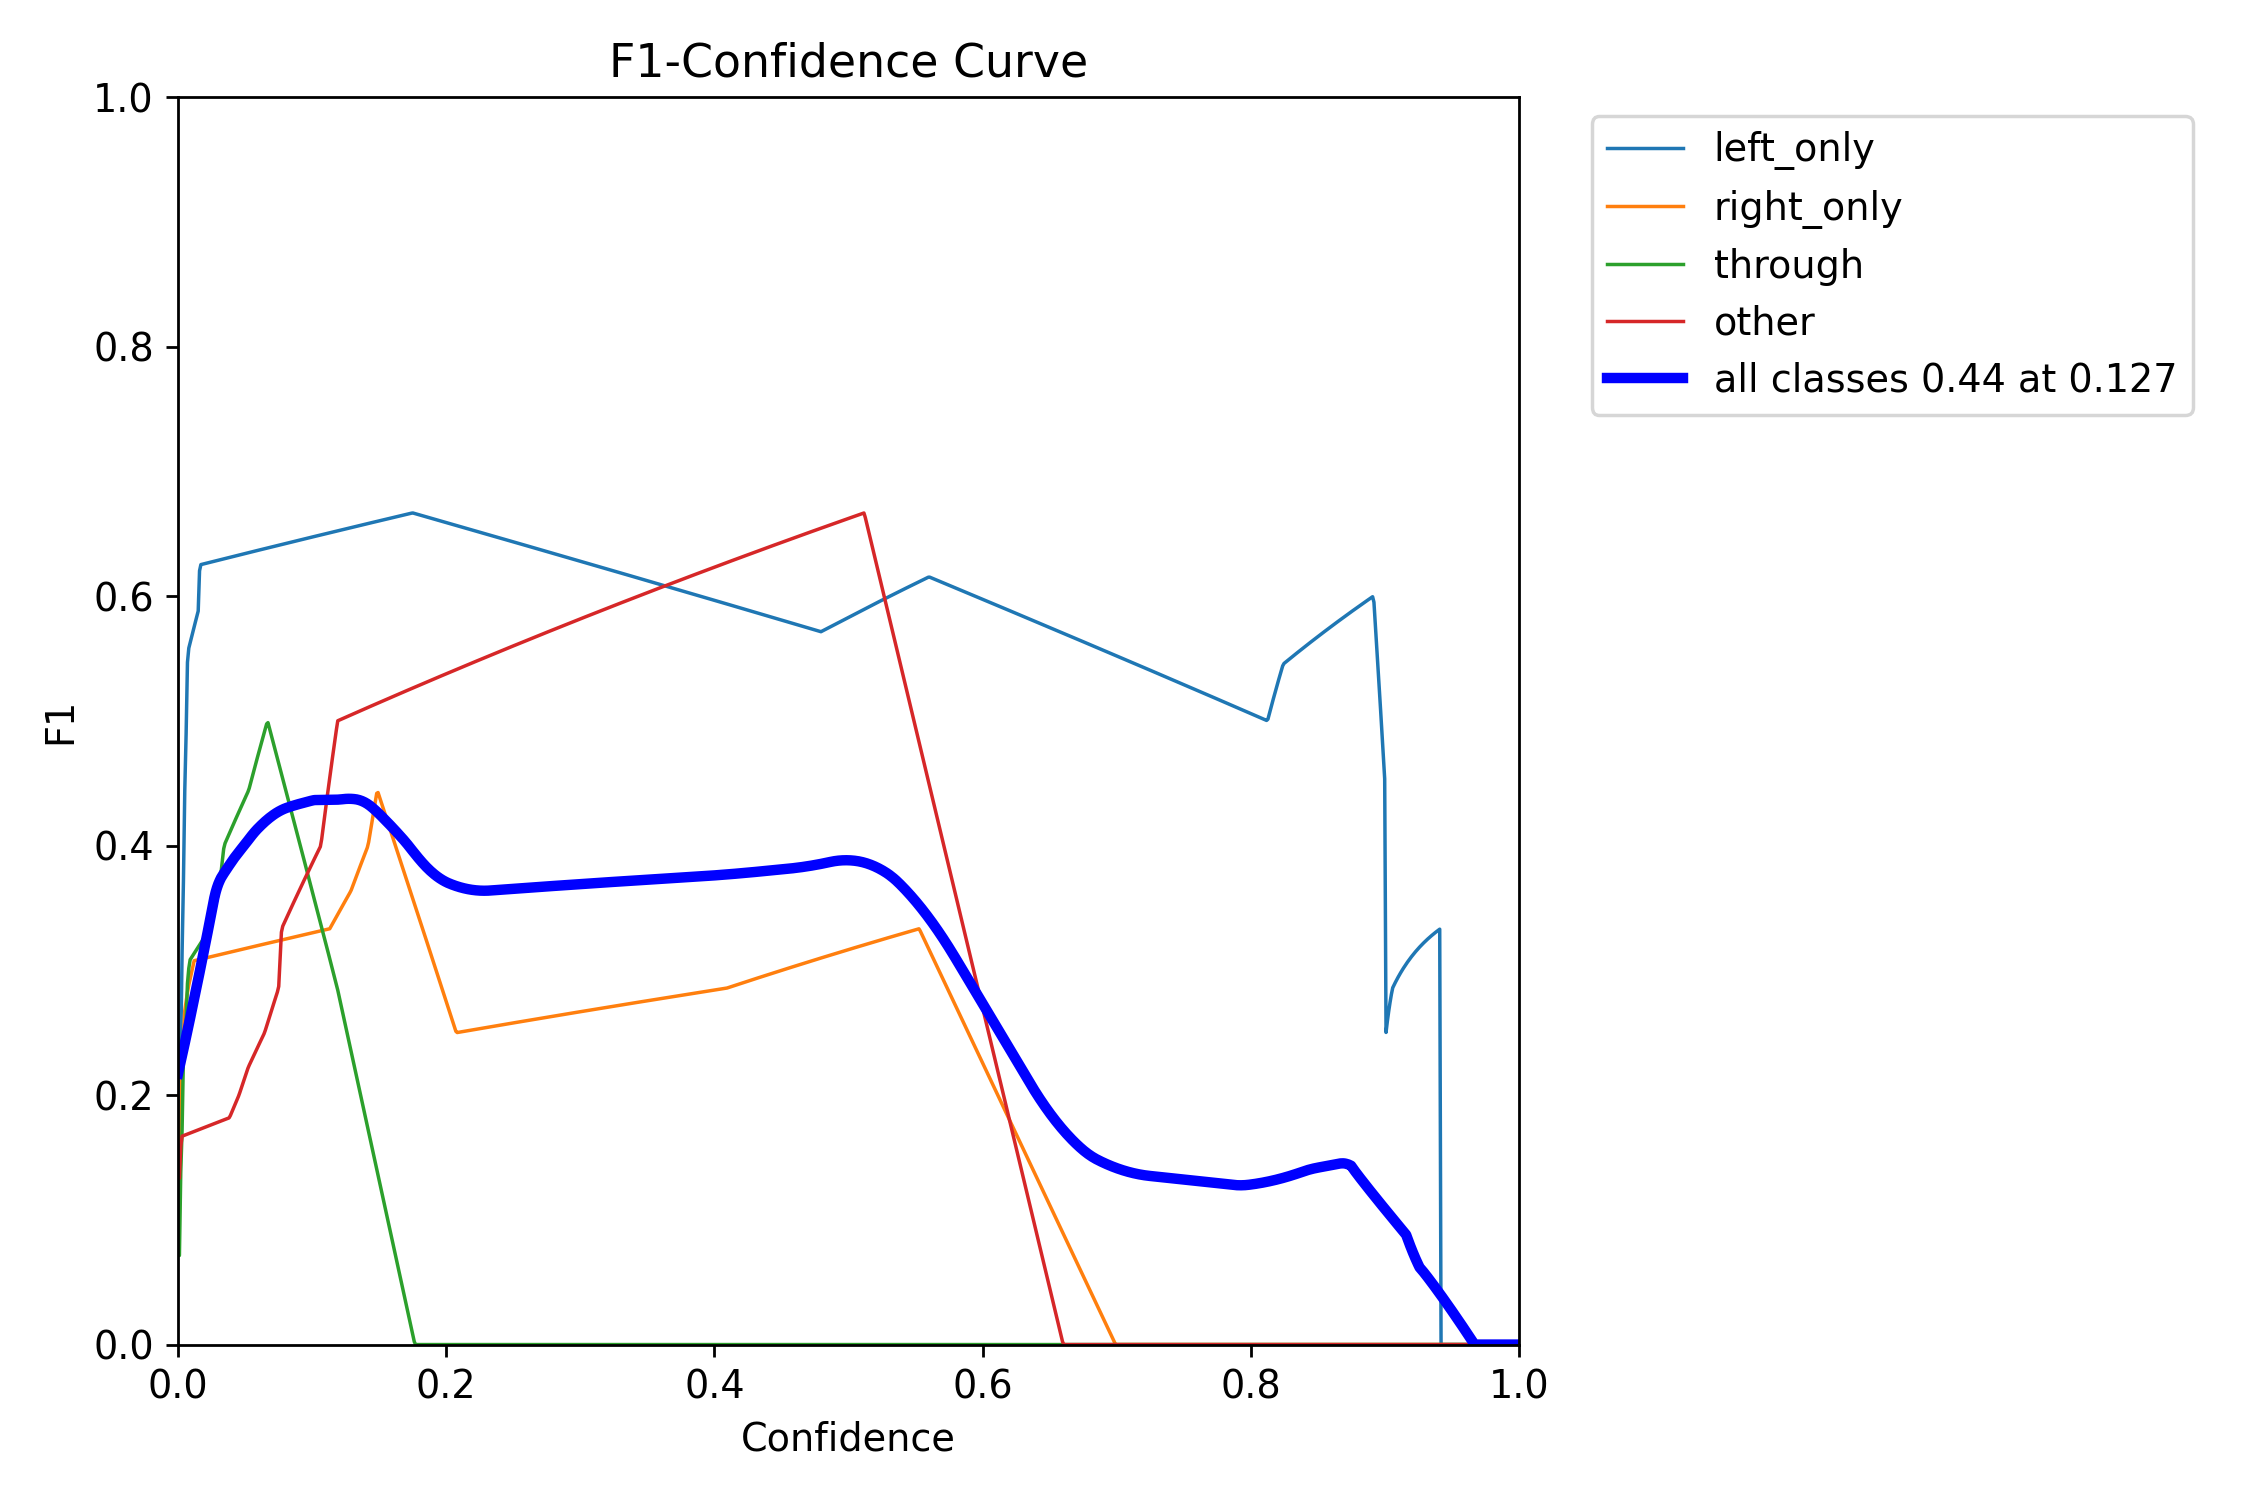 F1-Confidence Curve
1.0
0.8
0.6
0.4
0.2
0.0
F1
0.0 0.2 0.4 0.6 0.8 1.0
Confidence
left_only
right_only
through
other
all classes 0.44 at 0.127